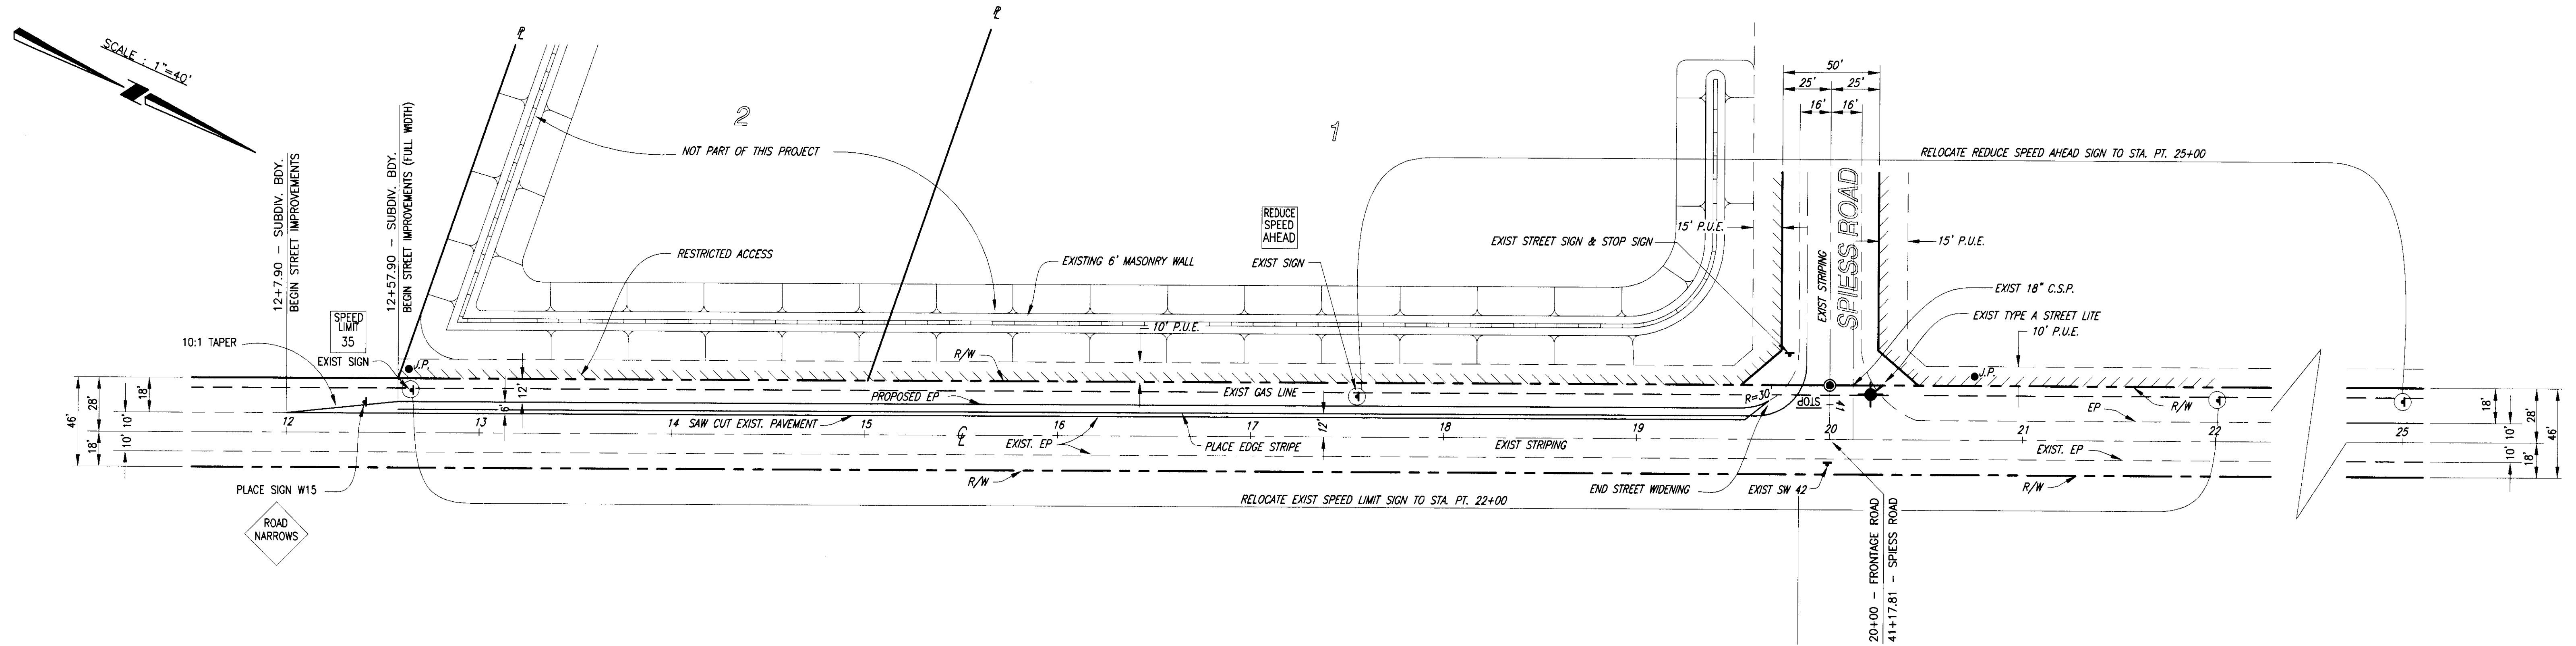 SCALE : 1"=40'
12+7.90 - SUBDIV. BDY.
BEGIN STREET IMPROVEMENTS
12+57.90 - SUBDIV. BDY.
BEGIN STREET IMPROVEMENTS (FULL WIDTH)
2
1
NOT PART OF THIS PROJECT
RESTRICTED ACCESS
EXISTING 6' MASONRY WALL
REDUCE
SPEED
AHEAD
EXIST SIGN
EXIST STREET SIGN & STOP SIGN
RELOCATE REDUCE SPEED AHEAD SIGN TO STA. PT. 25+00
50'
25' 25'
16' 16'
15' P.U.E.
15' P.U.E.
EXIST STRIPING
SPIESS ROAD
EXIST 18" C.S.P.
EXIST TYPE A STREET LITE
10' P.U.E.
10' P.U.E.
SPEED
LIMIT
35
EXIST SIGN
10:1 TAPER
J.P.
J.P.
R/W
12'
6'
EXIST GAS LINE
PROPOSED EP
R=30'
STOP
41
EP
R/W
46'
28'
18'
10'
10'
18'
12 13 14 15 16 17 18 19 20 21 22 25
SAW CUT EXIST. PAVEMENT
EXIST. EP
PLACE EDGE STRIPE
12'
EXIST STRIPING
EXIST. EP
R/W
R/W
18'
28'
46'
10'
10'
18'
PLACE SIGN W15
ROAD
NARROWS
RELOCATE EXIST SPEED LIMIT SIGN TO STA. PT. 22+00
END STREET WIDENING
EXIST SW 42
20+00 - FRONTAGE ROAD
41+17.81 - SPIESS ROAD